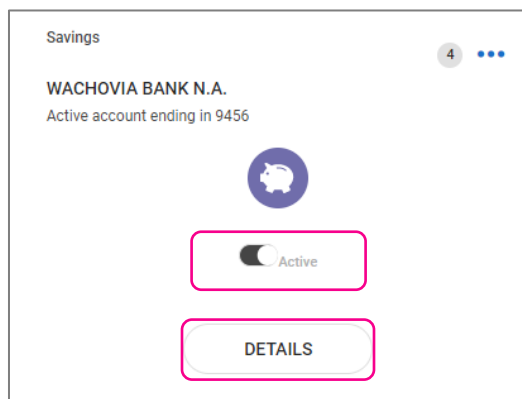 Savings
4
WACHOVIA BANK N.A.
Active account ending in 9456
Active
DETAILS